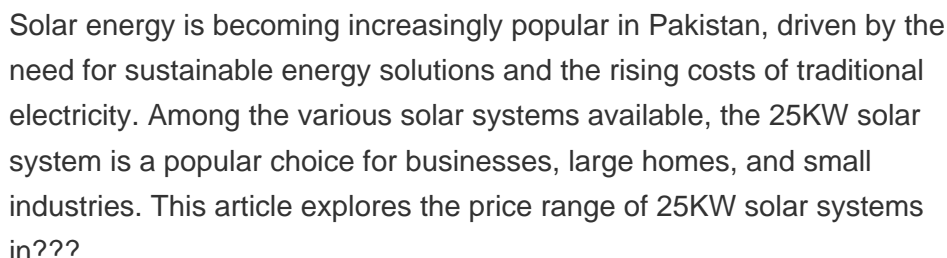 Solar energy is becoming increasingly popular in Pakistan, driven by the
need for sustainable energy solutions and the rising costs of traditional
electricity. Among the various solar systems available, the 25KW solar
system is a popular choice for businesses, large homes, and small
industries. This article explores the price range of 25KW solar systems
in???